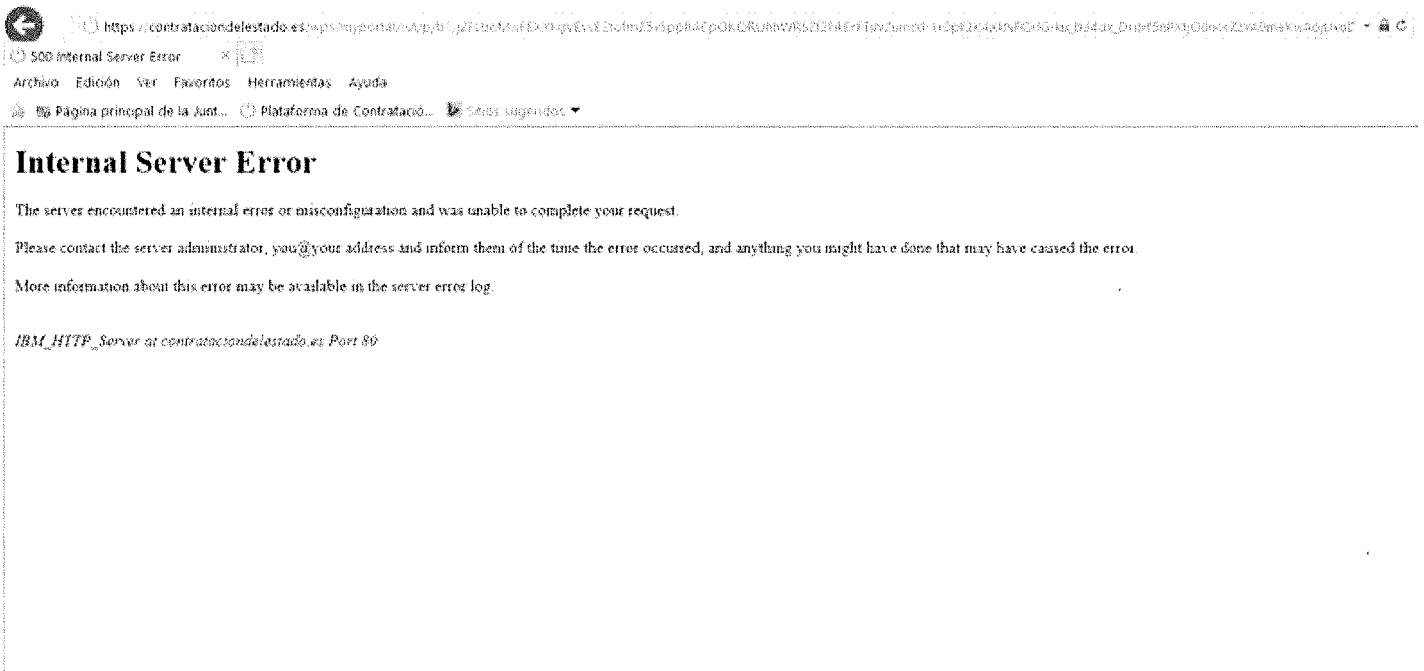 https://contrataciondelestado.es/wps/myportal/
500 Internal Server Error
Archivo Edición Ver Favoritos Herramientas Ayuda
Página principal de la Junt... Plataforma de Contratació... Sitios sugeridos
Internal Server Error
The server encountered an internal error or misconfiguration and was unable to complete your request.
Please contact the server administrator, you@your.address and inform them of the time the error occurred, and anything you might have done that may have caused the error.
More information about this error may be available in the server error log.
IBM_HTTP_Server at contrataciondelestado.es Port 80